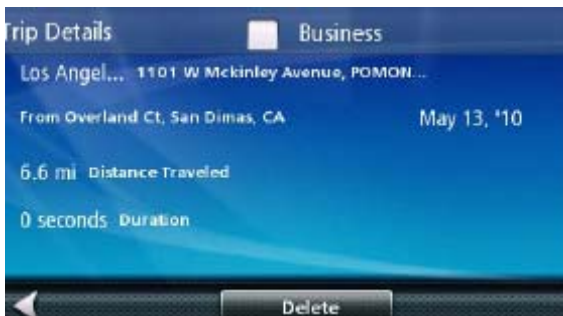 Trip Details Business
Los Angel... 1101 W Mckinley Avenue, POMON...
From Overland Ct, San Dimas, CA May 13, '10
6.6 mi Distance Traveled
0 seconds Duration
Delete